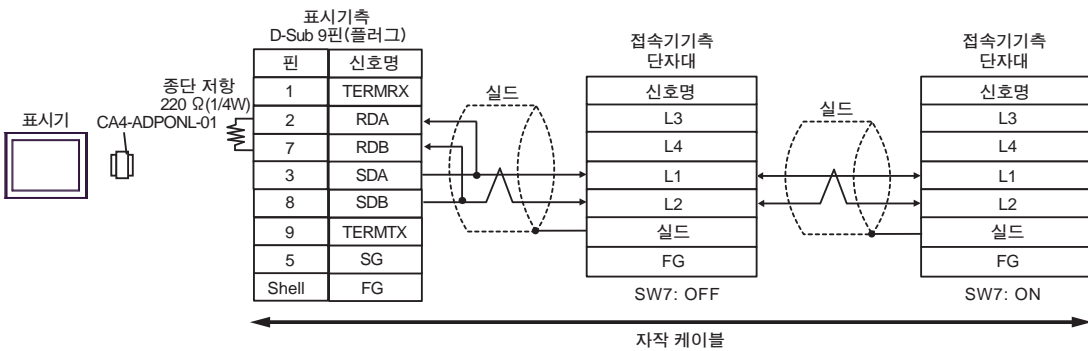 표시기측
D-Sub 9핀(플러그)
핀 신호명
1 TERMRX
2 RDA
7 RDB
3 SDA
8 SDB
9 TERMTX
5 SG
Shell FG
종단 저항
220 Ω(1/4W)
CA4-ADPONL-01
표시기
실드
접속기기측
단자대
신호명
L3
L4
L1
L2
실드
FG
SW7: OFF
실드
접속기기측
단자대
신호명
L3
L4
L1
L2
실드
FG
SW7: ON
자작 케이블